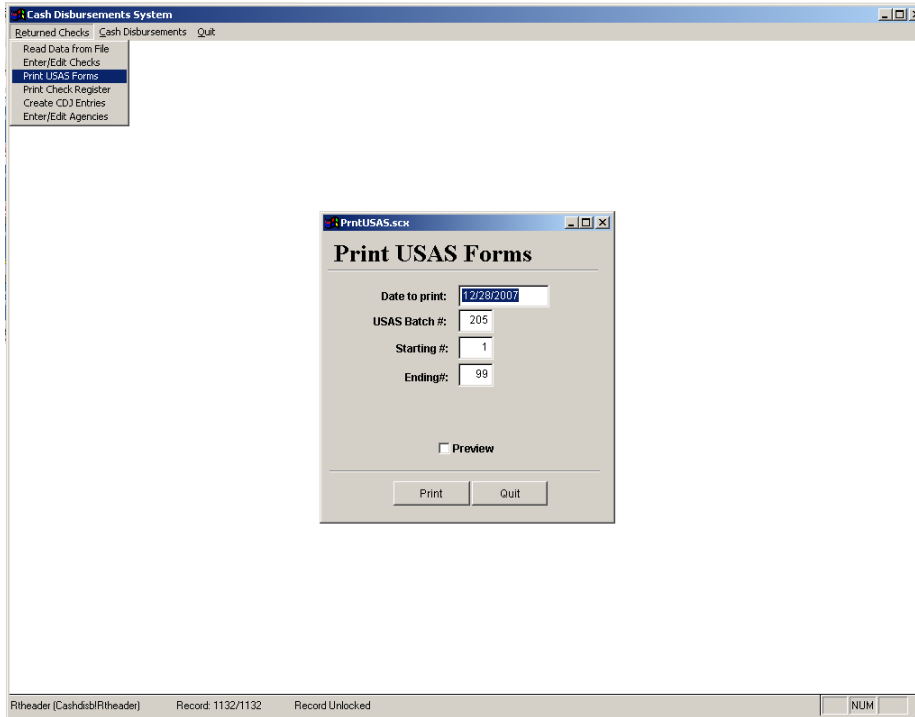 Cash Disbursements System
Returned Checks Cash Disbursements Quit
Read Data from File
Enter/Edit Checks
Print USAS Forms
Print Check Register
Create CDJ Entries
Enter/Edit Agencies
PrntUSAS.scx
Print USAS Forms
Date to print: 12/28/2007
USAS Batch #: 205
Starting #: 1
Ending#: 99
Preview
Print Quit
Rtheader (Cashdisb!Rtheader) Record: 1132/1132 Record Unlocked NUM